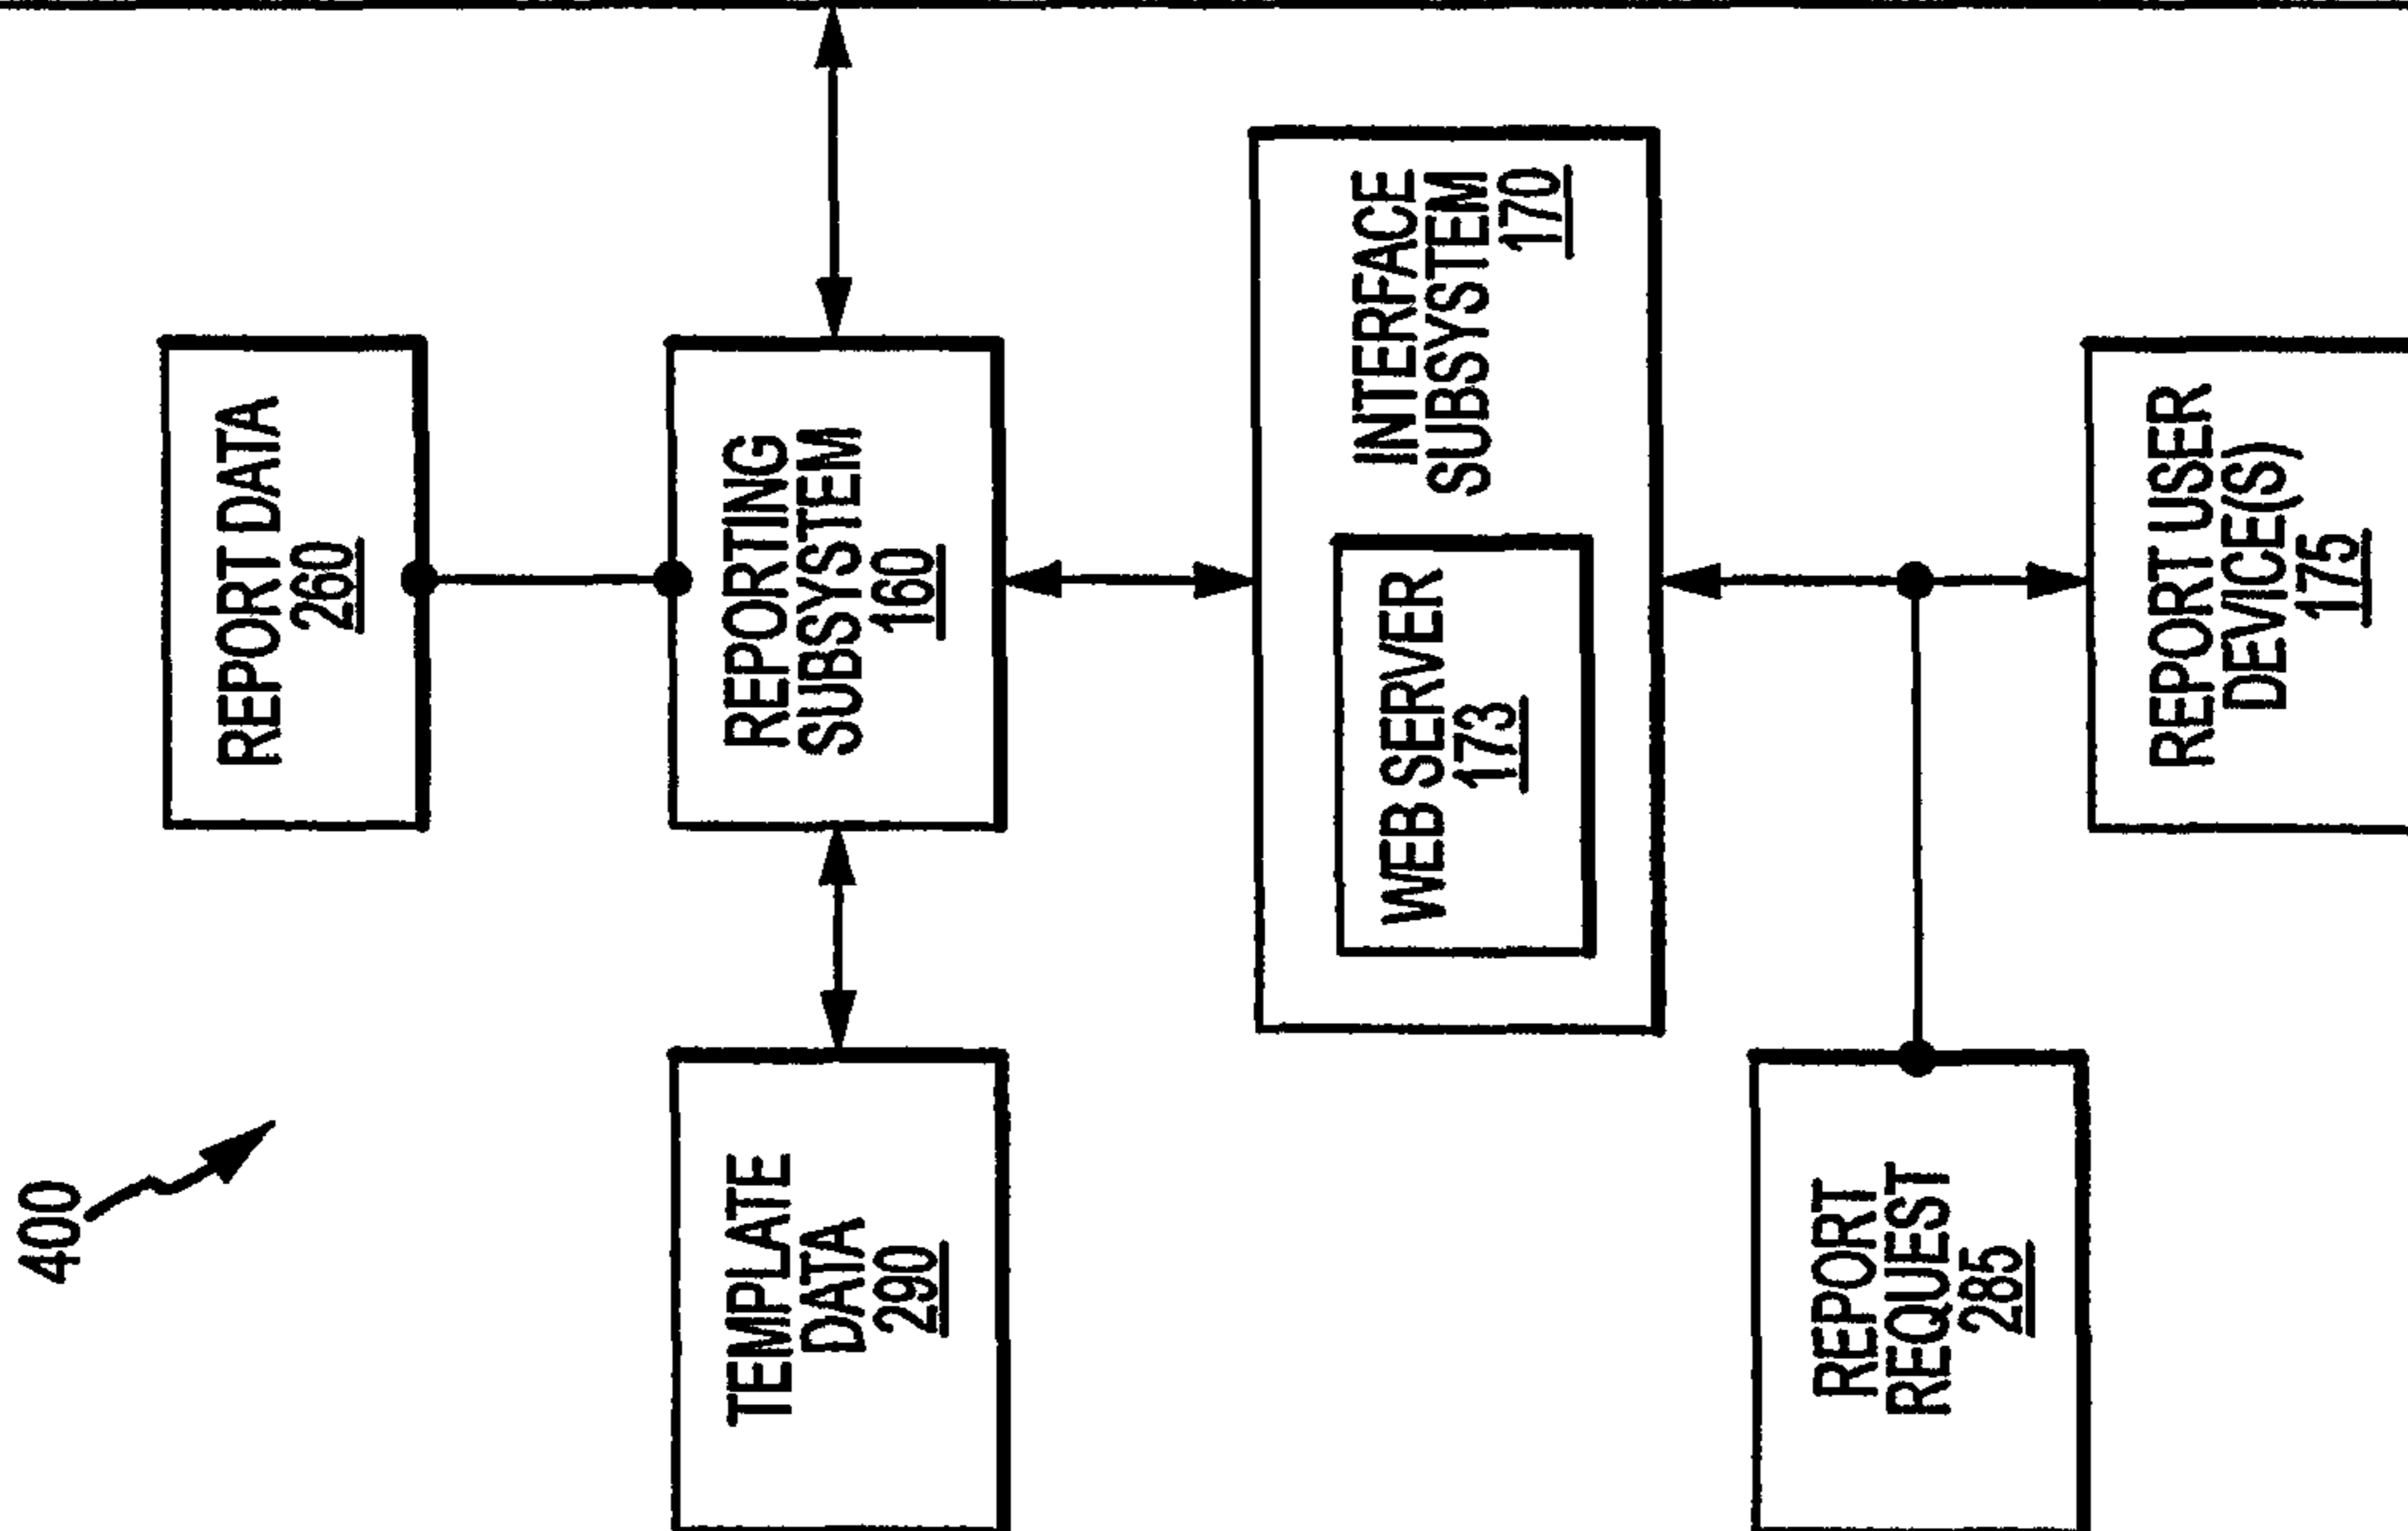 400
REPORT DATA
260
TEMPLATE
DATA
290
REPORTING
SUBSYSTEM
160
WEB SERVER
173
INTERFACE
SUBSYSTEM
170
REPORT
REQUEST
285
REPORT USER
DEVICE(S)
175